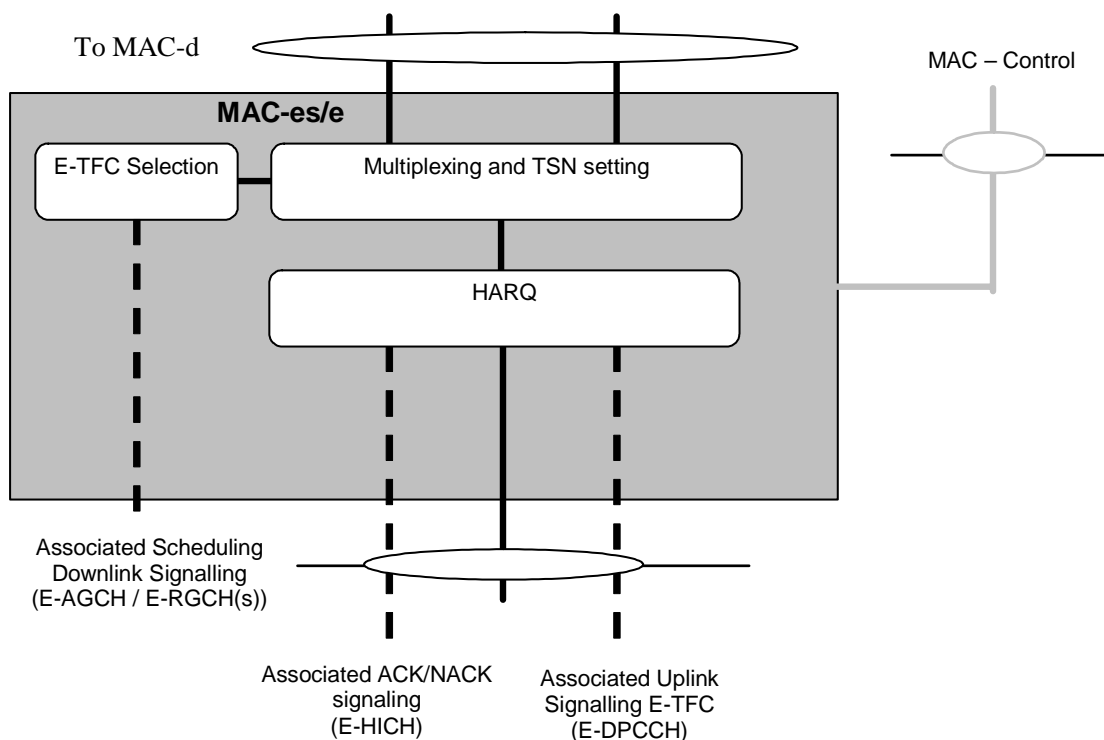 To MAC-d
MAC – Control
MAC-es/e
E-TFC Selection
Multiplexing and TSN setting
HARQ
Associated Scheduling
Downlink Signalling
(E-AGCH / E-RGCH(s))
Associated ACK/NACK
signaling
(E-HICH)
Associated Uplink
Signalling E-TFC
(E-DPCCH)